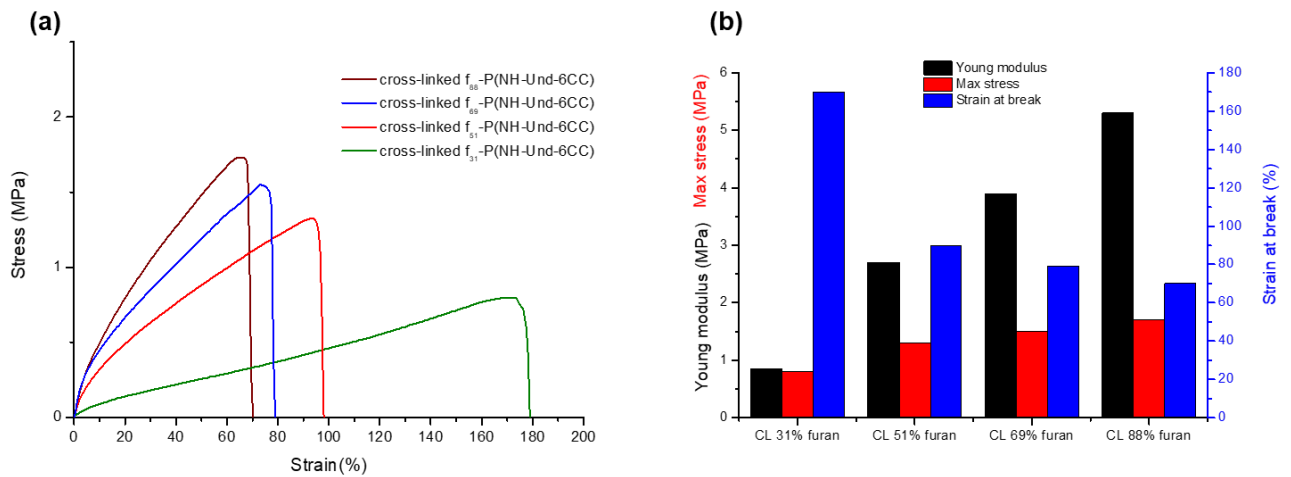 (a)
Stress (MPa)
2
1
0
0 20 40 60 80 100 120 140 160 180 200
Strain (%)
cross-linked f88-P(NH-Und-6CC)
cross-linked f69-P(NH-Und-6CC)
cross-linked f51-P(NH-Und-6CC)
cross-linked f31-P(NH-Und-6CC)
(b)
Young modulus
Max stress
Strain at break
Young modulus (MPa) Max stress (MPa)
6
5
4
3
2
1
0
180
160
140
120
100
80
60
40
20
0
Strain at break (%)
CL 31% furan CL 51% furan CL 69% furan CL 88% furan